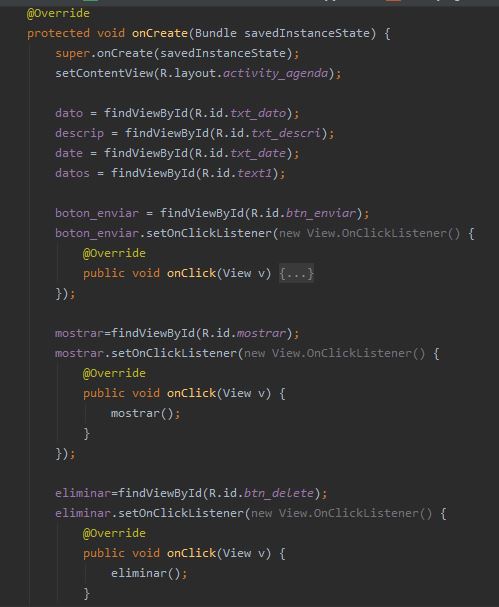 @Override
protected void onCreate(Bundle savedInstanceState) {
    super.onCreate(savedInstanceState);
    setContentView(R.layout.activity_agenda);

    dato = findViewById(R.id.txt_dato);
    descrip = findViewById(R.id.txt_descri);
    date = findViewById(R.id.txt_date);
    datos = findViewById(R.id.text1);

    boton_enviar = findViewById(R.id.btn_enviar);
    boton_enviar.setOnClickListener(new View.OnClickListener() {
        @Override
        public void onClick(View v) {...}
    });

    mostrar=findViewById(R.id.mostrar);
    mostrar.setOnClickListener(new View.OnClickListener() {
        @Override
        public void onClick(View v) {
            mostrar();
        }
    });

    eliminar=findViewById(R.id.btn_delete);
    eliminar.setOnClickListener(new View.OnClickListener() {
        @Override
        public void onClick(View v) {
            eliminar();
        }